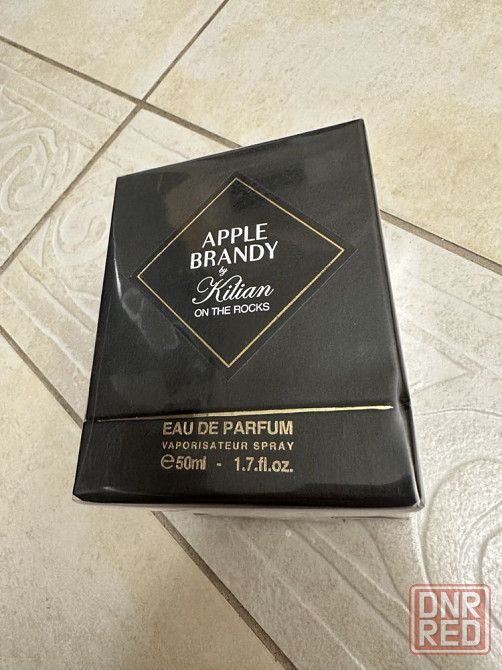 APPLE
BRANDY
by
Kilian
ON THE ROCKS
EAU DE PARFUM
VAPORISATEUR SPRAY
℮50ml - 1.7.fl.oz.
DNR
RED